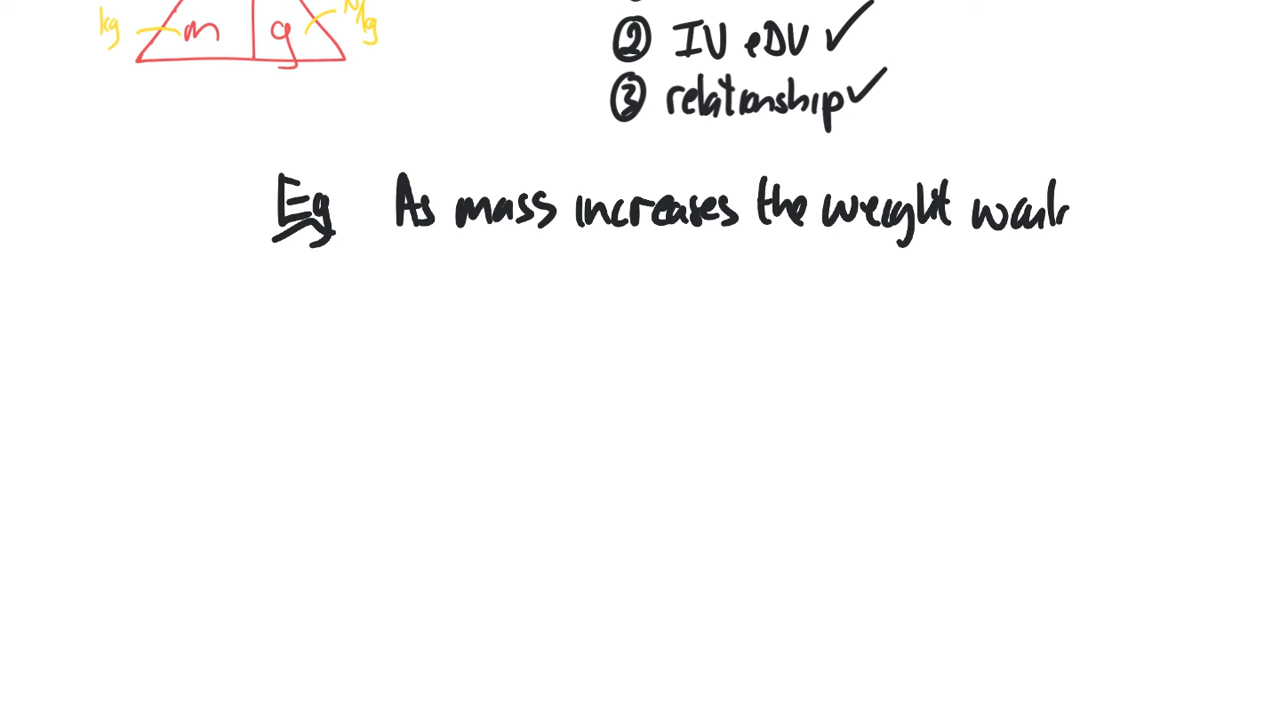 kg m g N/kg
② IV & DV ✓
③ relationship ✓
Eg As mass increases the weight